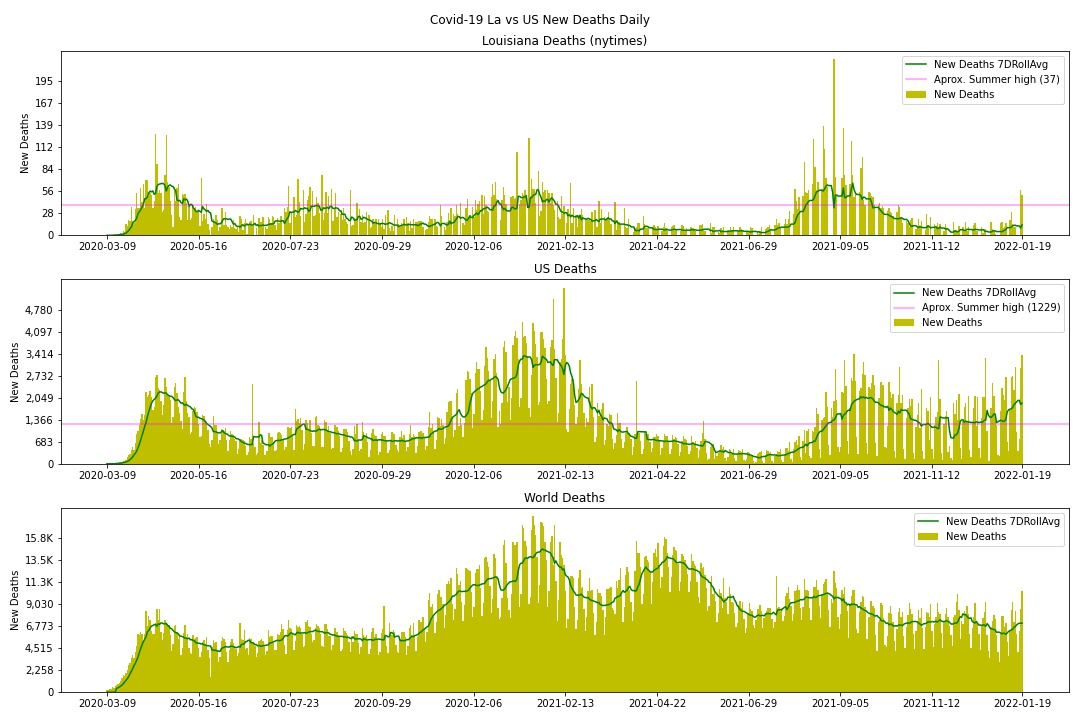 Covid-19 La vs US New Deaths Daily
Louisiana Deaths (nytimes)
New Deaths 7DRollAvg
Aprox. Summer high (37)
New Deaths
New Deaths
195
167
139
112
84
56
28
0
2020-03-09 2020-05-16 2020-07-23 2020-09-29 2020-12-06 2021-02-13 2021-04-22 2021-06-29 2021-09-05 2021-11-12 2022-01-19
US Deaths
New Deaths 7DRollAvg
Aprox. Summer high (1229)
New Deaths
New Deaths
4,780
4,097
3,414
2,732
2,049
1,366
683
0
2020-03-09 2020-05-16 2020-07-23 2020-09-29 2020-12-06 2021-02-13 2021-04-22 2021-06-29 2021-09-05 2021-11-12 2022-01-19
World Deaths
New Deaths 7DRollAvg
New Deaths
New Deaths
15.8K
13.5K
11.3K
9,030
6,773
4,515
2,258
0
2020-03-09 2020-05-16 2020-07-23 2020-09-29 2020-12-06 2021-02-13 2021-04-22 2021-06-29 2021-09-05 2021-11-12 2022-01-19